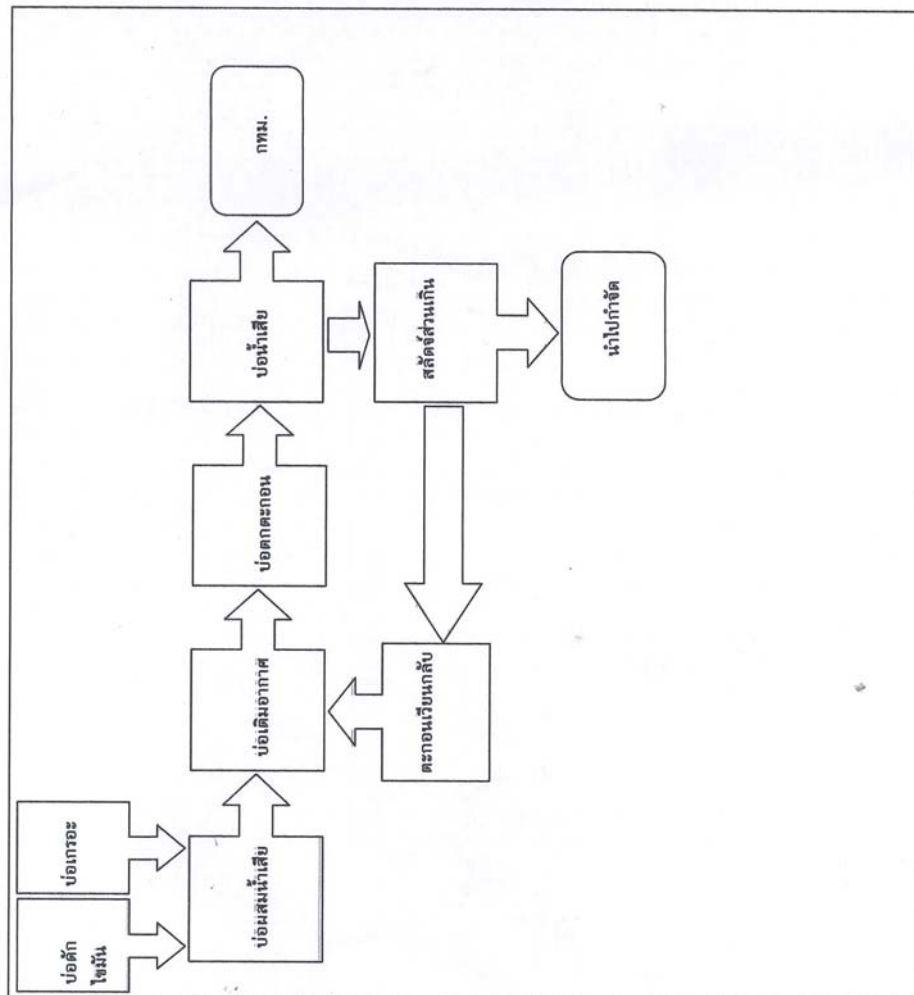 บ่อดัก
ไขมัน
บ่อเกรอะ
บ่อผสมน้ำเสีย
บ่อเติมอากาศ
บ่อตกตะกอน
บ่อน้ำเสีย
กทม.
ตะกอนเวียนกลับ
สลัดจ์ส่วนเกิน
นำไปกำจัด